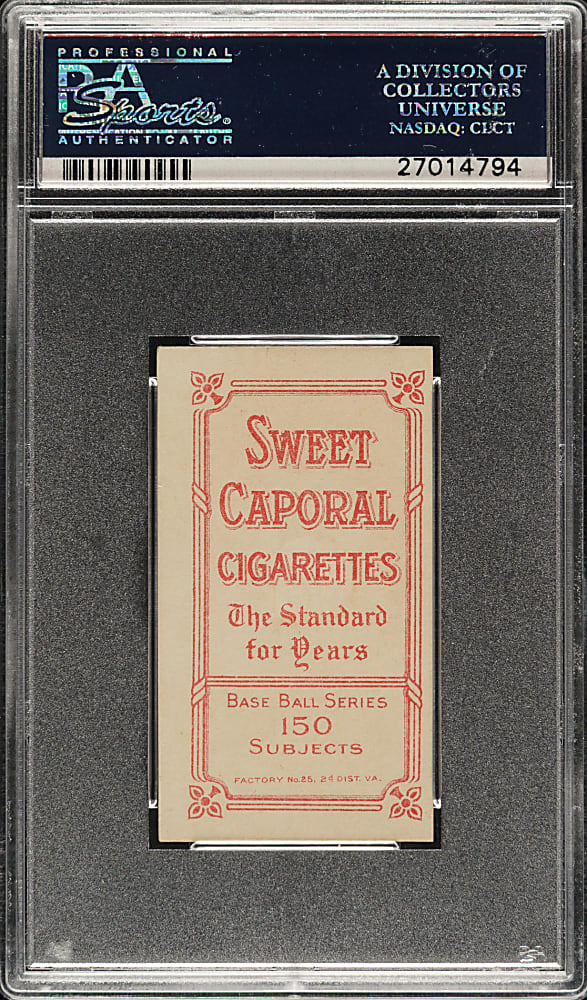 PROFESSIONAL
PSA
Sports®
AUTHENTICATOR
A DIVISION OF
COLLECTORS
UNIVERSE
NASDAQ: CLCT
27014794
SWEET
CAPORAL
CIGARETTES
The Standard
for Years
BASE BALL SERIES
150
SUBJECTS
FACTORY No. 25, 2d DIST. VA.
PSA